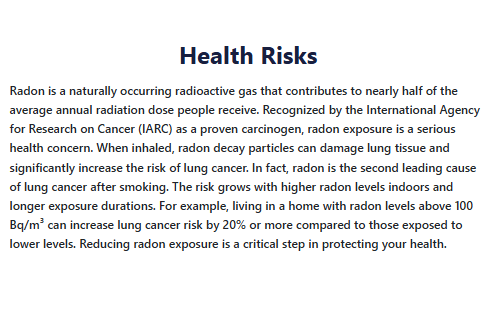 Health Risks
Radon is a naturally occurring radioactive gas that contributes to nearly half of the
average annual radiation dose people receive. Recognized by the International Agency
for Research on Cancer (IARC) as a proven carcinogen, radon exposure is a serious
health concern. When inhaled, radon decay particles can damage lung tissue and
significantly increase the risk of lung cancer. In fact, radon is the second leading cause
of lung cancer after smoking. The risk grows with higher radon levels indoors and
longer exposure durations. For example, living in a home with radon levels above 100
Bq/m³ can increase lung cancer risk by 20% or more compared to those exposed to
lower levels. Reducing radon exposure is a critical step in protecting your health.